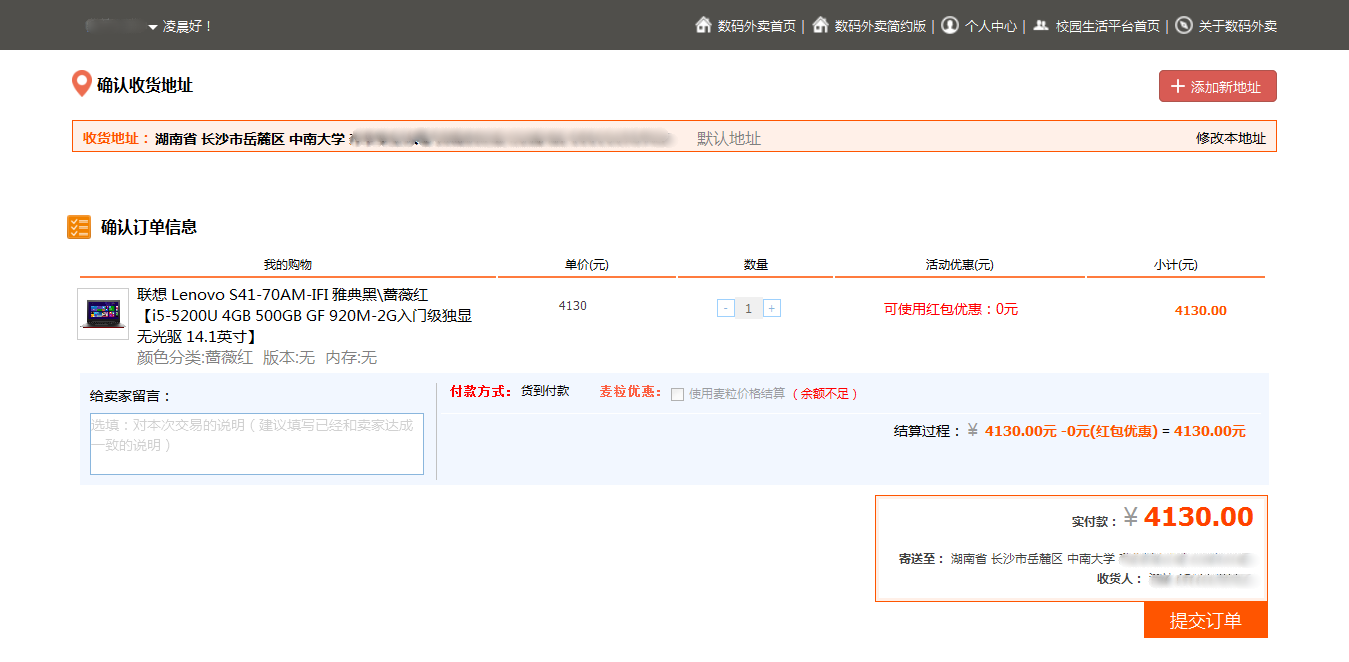 凌晨好！
数码外卖首页 | 数码外卖简约版 | 个人中心 | 校园生活平台首页 | 关于数码外卖
确认收货地址
添加新地址
收货地址： 湖南省 长沙市岳麓区 中南大学
默认地址
修改本地址
确认订单信息
我的购物 单价(元) 数量 活动优惠(元) 小计(元)
联想 Lenovo S41-70AM-IFI 雅典黑\蔷薇红
【i5-5200U 4GB 500GB GF 920M-2G入门级独显
无光驱 14.1英寸】
颜色分类:蔷薇红 版本:无 内存:无
4130
- 1 +
可使用红包优惠：0元
4130.00
给卖家留言：
选填：对本次交易的说明（建议填写已经和卖家达成
一致的说明）
付款方式： 货到付款 麦粒优惠： 使用麦粒价格结算 （余额不足）
结算过程：￥ 4130.00元 -0元(红包优惠) = 4130.00元
实付款：￥4130.00
寄送至： 湖南省 长沙市岳麓区 中南大学
收货人：
提交订单